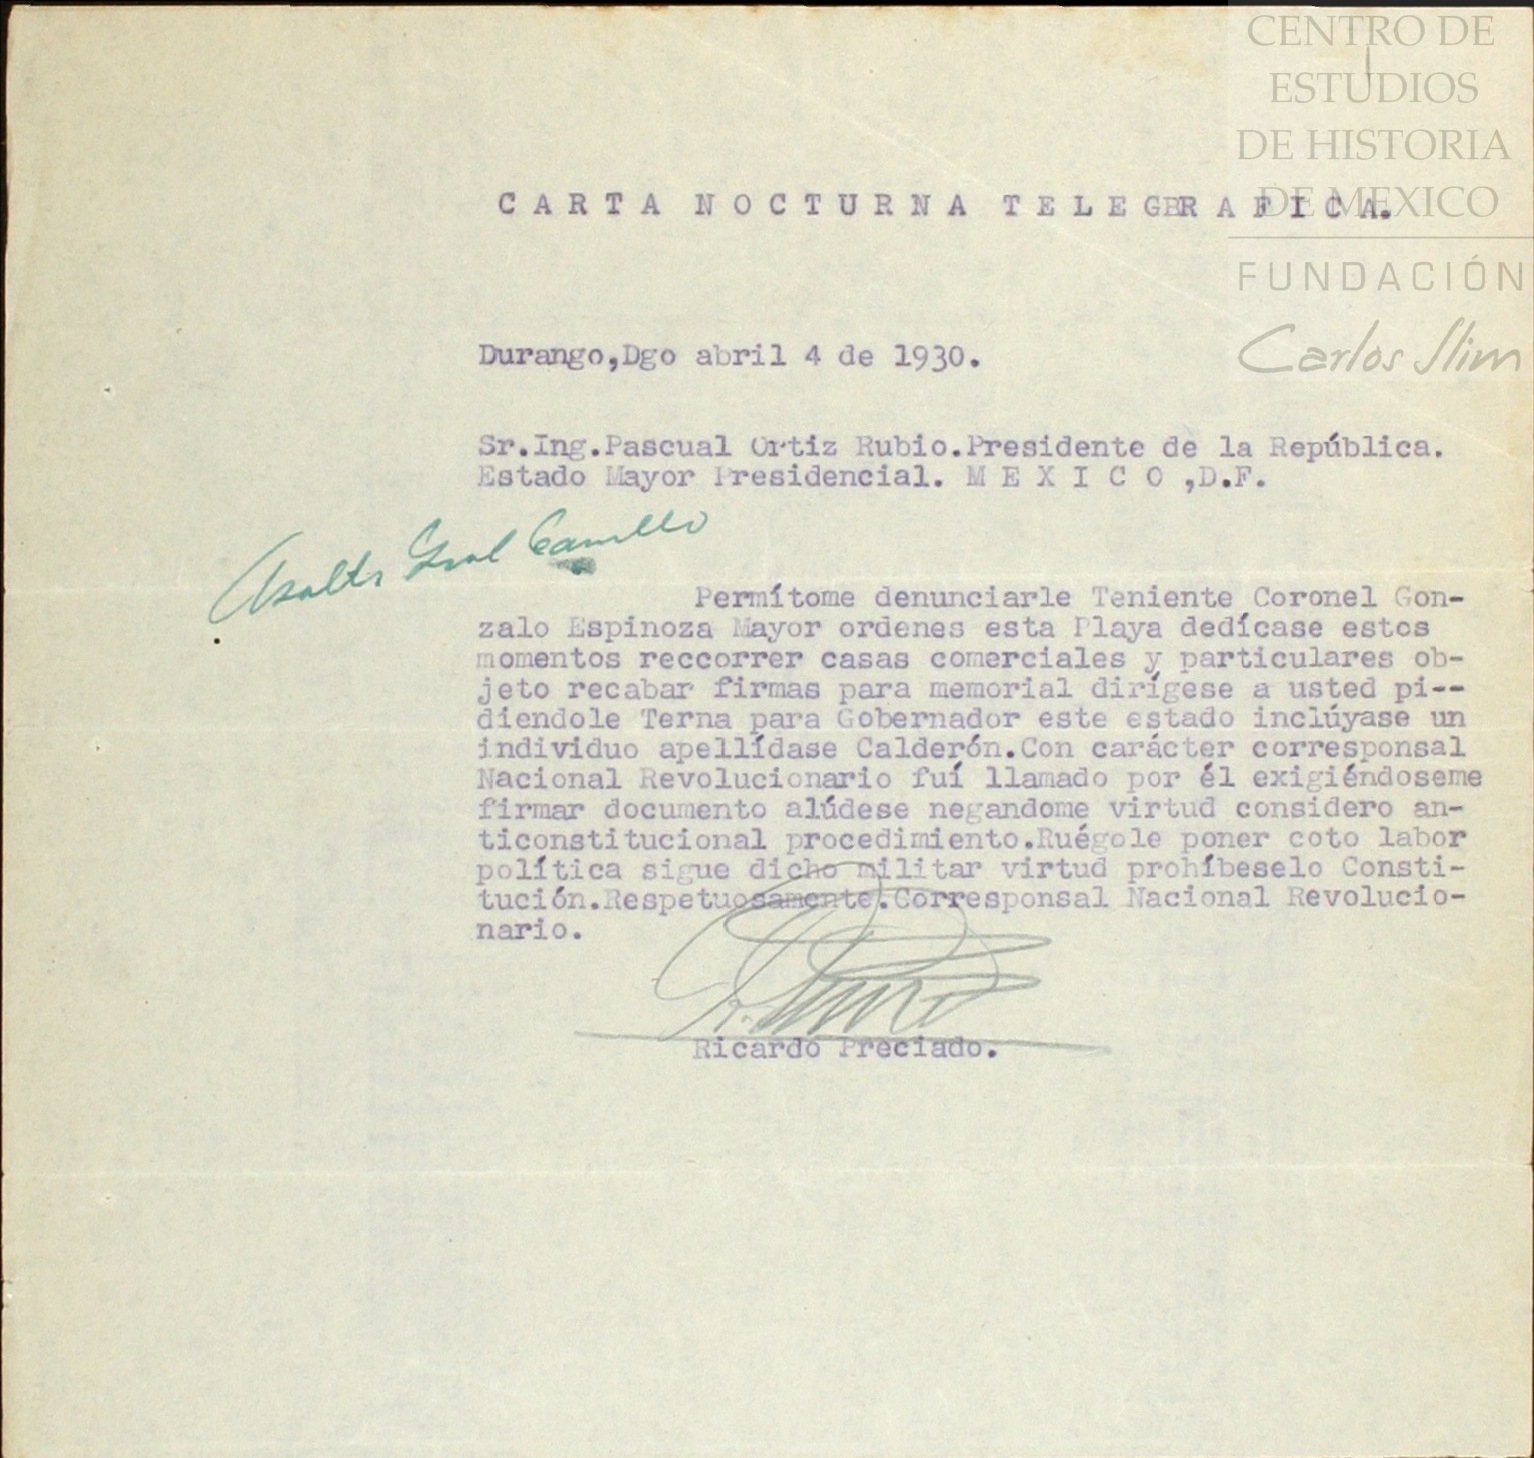 CENTRO DE
ESTUDIOS
DE HISTORIA
DE MEXICO
FUNDACIÓN
Carlos Slim
CARTA NOCTURNA TELEGRAFICA.
Durango,Dgo abril 4 de 1930.
Sr.Ing.Pascual Ortiz Rubio.Presidente de la República.
Estado Mayor Presidencial. M E X I C O ,D.F.
Gral
Permítome denunciarle Teniente Coronel Gon-
zalo Espinoza Mayor ordenes esta Playa dedícase estos
momentos reccorrer casas comerciales y particulares ob-
jeto recabar firmas para memorial dirígese a usted pi--
diendole Terna para Gobernador este estado inclúyase un
individuo apellídase Calderón.Con carácter corresponsal
Nacional Revolucionario fuí llamado por él exigiéndoseme
firmar documento alúdese negandome virtud considero an-
ticonstitucional procedimiento.Ruégole poner coto labor
política sigue dicho militar virtud prohíbeselo Consti-
tución.Respetuosamente.Corresponsal Nacional Revolucio-
nario.
Ricardo Preciado.